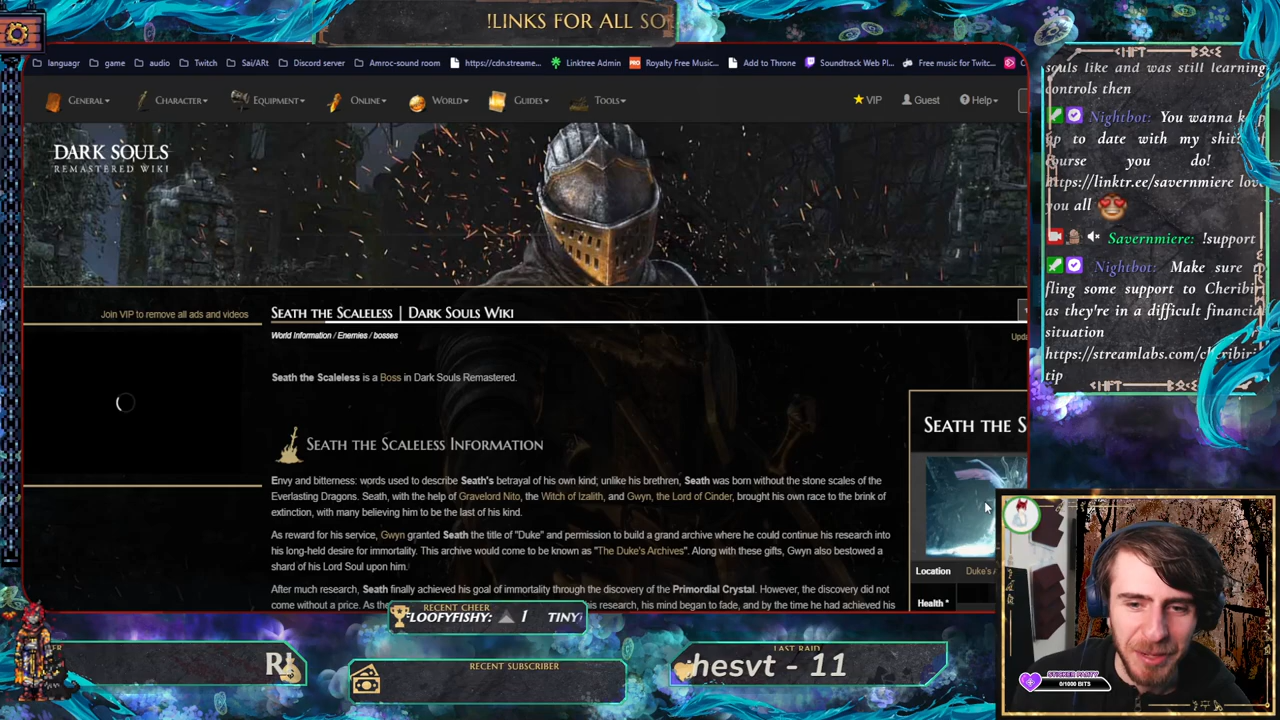 !LINKS FOR ALL SO
languagr
game
audio
Twitch
Sai/ARt
Discord server
Amroc-sound room
https://cdn.streame...
Linktree Admin
Royalty Free Music...
Add to Throne
Soundtrack Web Pl...
Free music for Twitc...
GENERAL
CHARACTER
EQUIPMENT
ONLINE
WORLD
GUIDES
TOOLS
VIP
Guest
Help
DARK SOULS
REMASTERED WIKI
Join VIP to remove all ads and videos
SEATH THE SCALELESS | DARK SOULS WIKI
World Information / Enemies / bosses
Seath the Scaleless is a Boss in Dark Souls Remastered.
SEATH THE SCALELESS INFORMATION
Envy and bitterness: words used to describe Seath's betrayal of his own kind; unlike his brethren, Seath was born without the stone scales of the
Everlasting Dragons. Seath, with the help of Gravelord Nito, the Witch of Izalith, and Gwyn, the Lord of Cinder, brought his own race to the brink of
extinction, with many believing him to be the last of his kind.
As reward for his service, Gwyn granted Seath the title of "Duke" and permission to build a grand archive where he could continue his research into
his long-held desire for immortality. This archive would come to be known as "The Duke's Archives". Along with these gifts, Gwyn also bestowed a
shard of his Lord Soul upon him.
After much research, Seath finally achieved his goal of immortality through the discovery of the Primordial Crystal. However, the discovery did not
come without a price. As the his research, his mind began to fade, and by the time he had achieved his
SEATH THE S
Location
Duke's A
Health *
souls like and was still learning
controls then
Nightbot: You wanna
up to date with my shit?
course you do!
https://linktr.ee/savernmiere love
you all
Savernmiere: !support
Nightbot: Make sure
fling some support to Cheribi
as they're in a difficult financial
situation
https://streamlabs.com/cheribiri
tip
RECENT CHEER
LOOFYFISHY: 1 TINY
RECENT SUBSCRIBER
LAST RAID
hesvt - 11
STICKER PARTY
0/1000 BITS